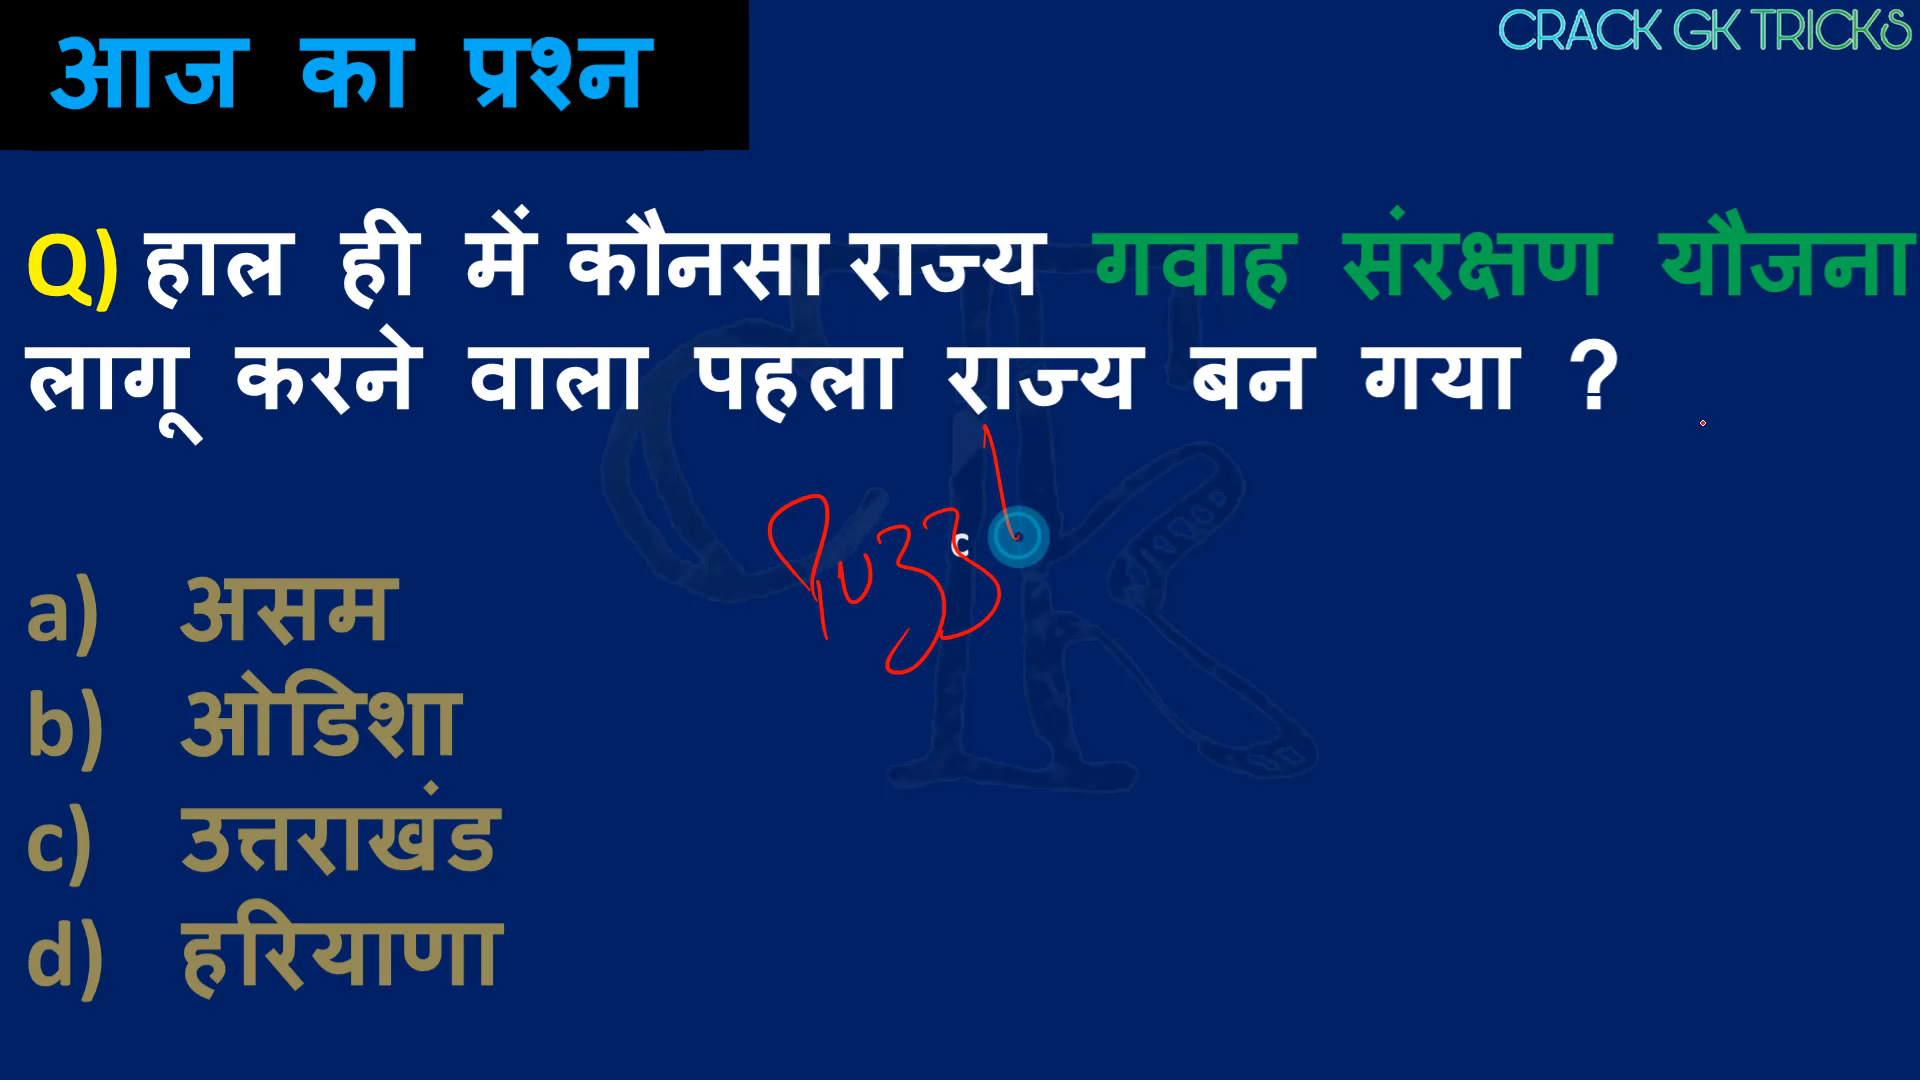 आज का प्रश्न
CRACK GK TRICKS
Q) हाल ही में कौनसा राज्य गवाह संरक्षण यौजना
लागू करने वाला पहला राज्य बन गया ?
Puzz
c
a) असम
b) ओडिशा
c) उत्तराखंड
d) हरियाणा